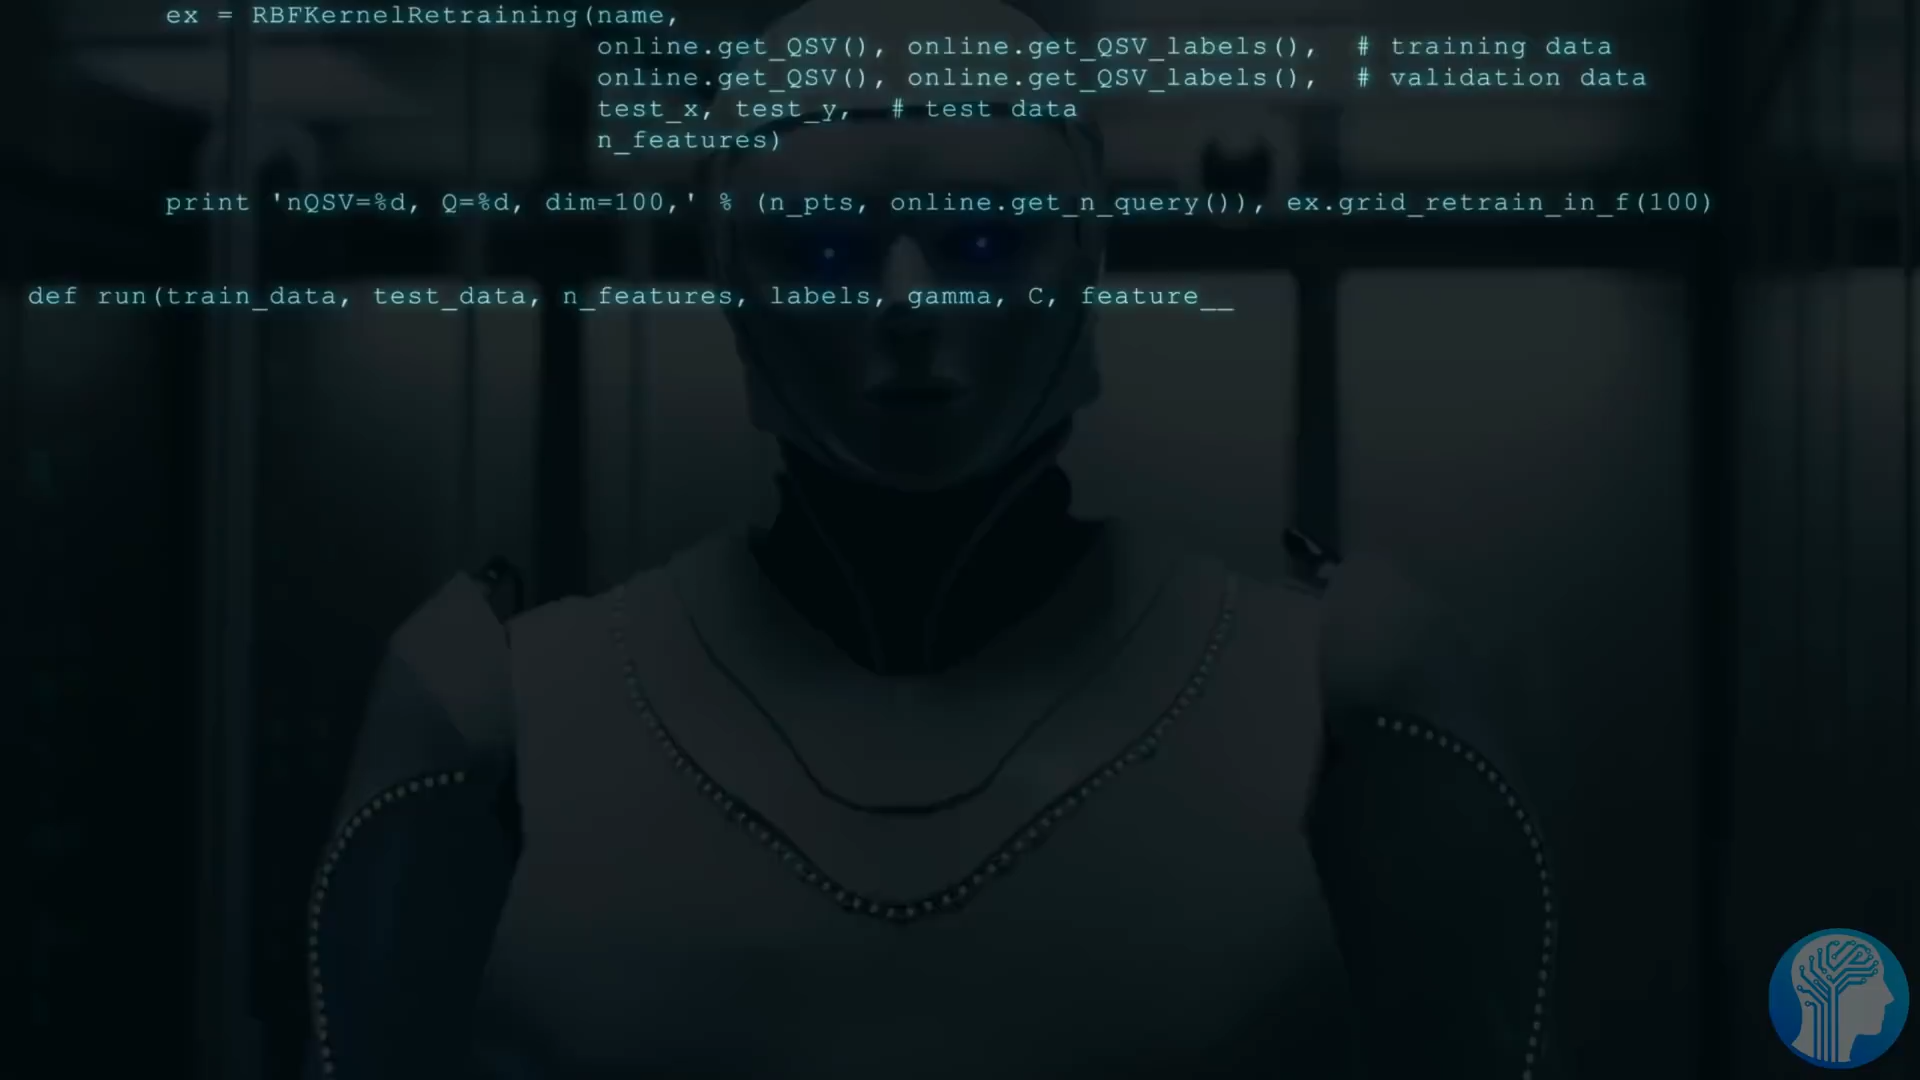 ex = RBFKernelRetraining(name,
online.get_QSV(), online.get_QSV_labels(), # training data
online.get_QSV(), online.get_QSV_labels(), # validation data
test_x, test_y, # test data
n_features)
print 'nQSV=%d, Q=%d, dim=100,' % (n_pts, online.get_n_query()), ex.grid_retrain_in_f(100)
def run(train_data, test_data, n_features, labels, gamma, C, feature__